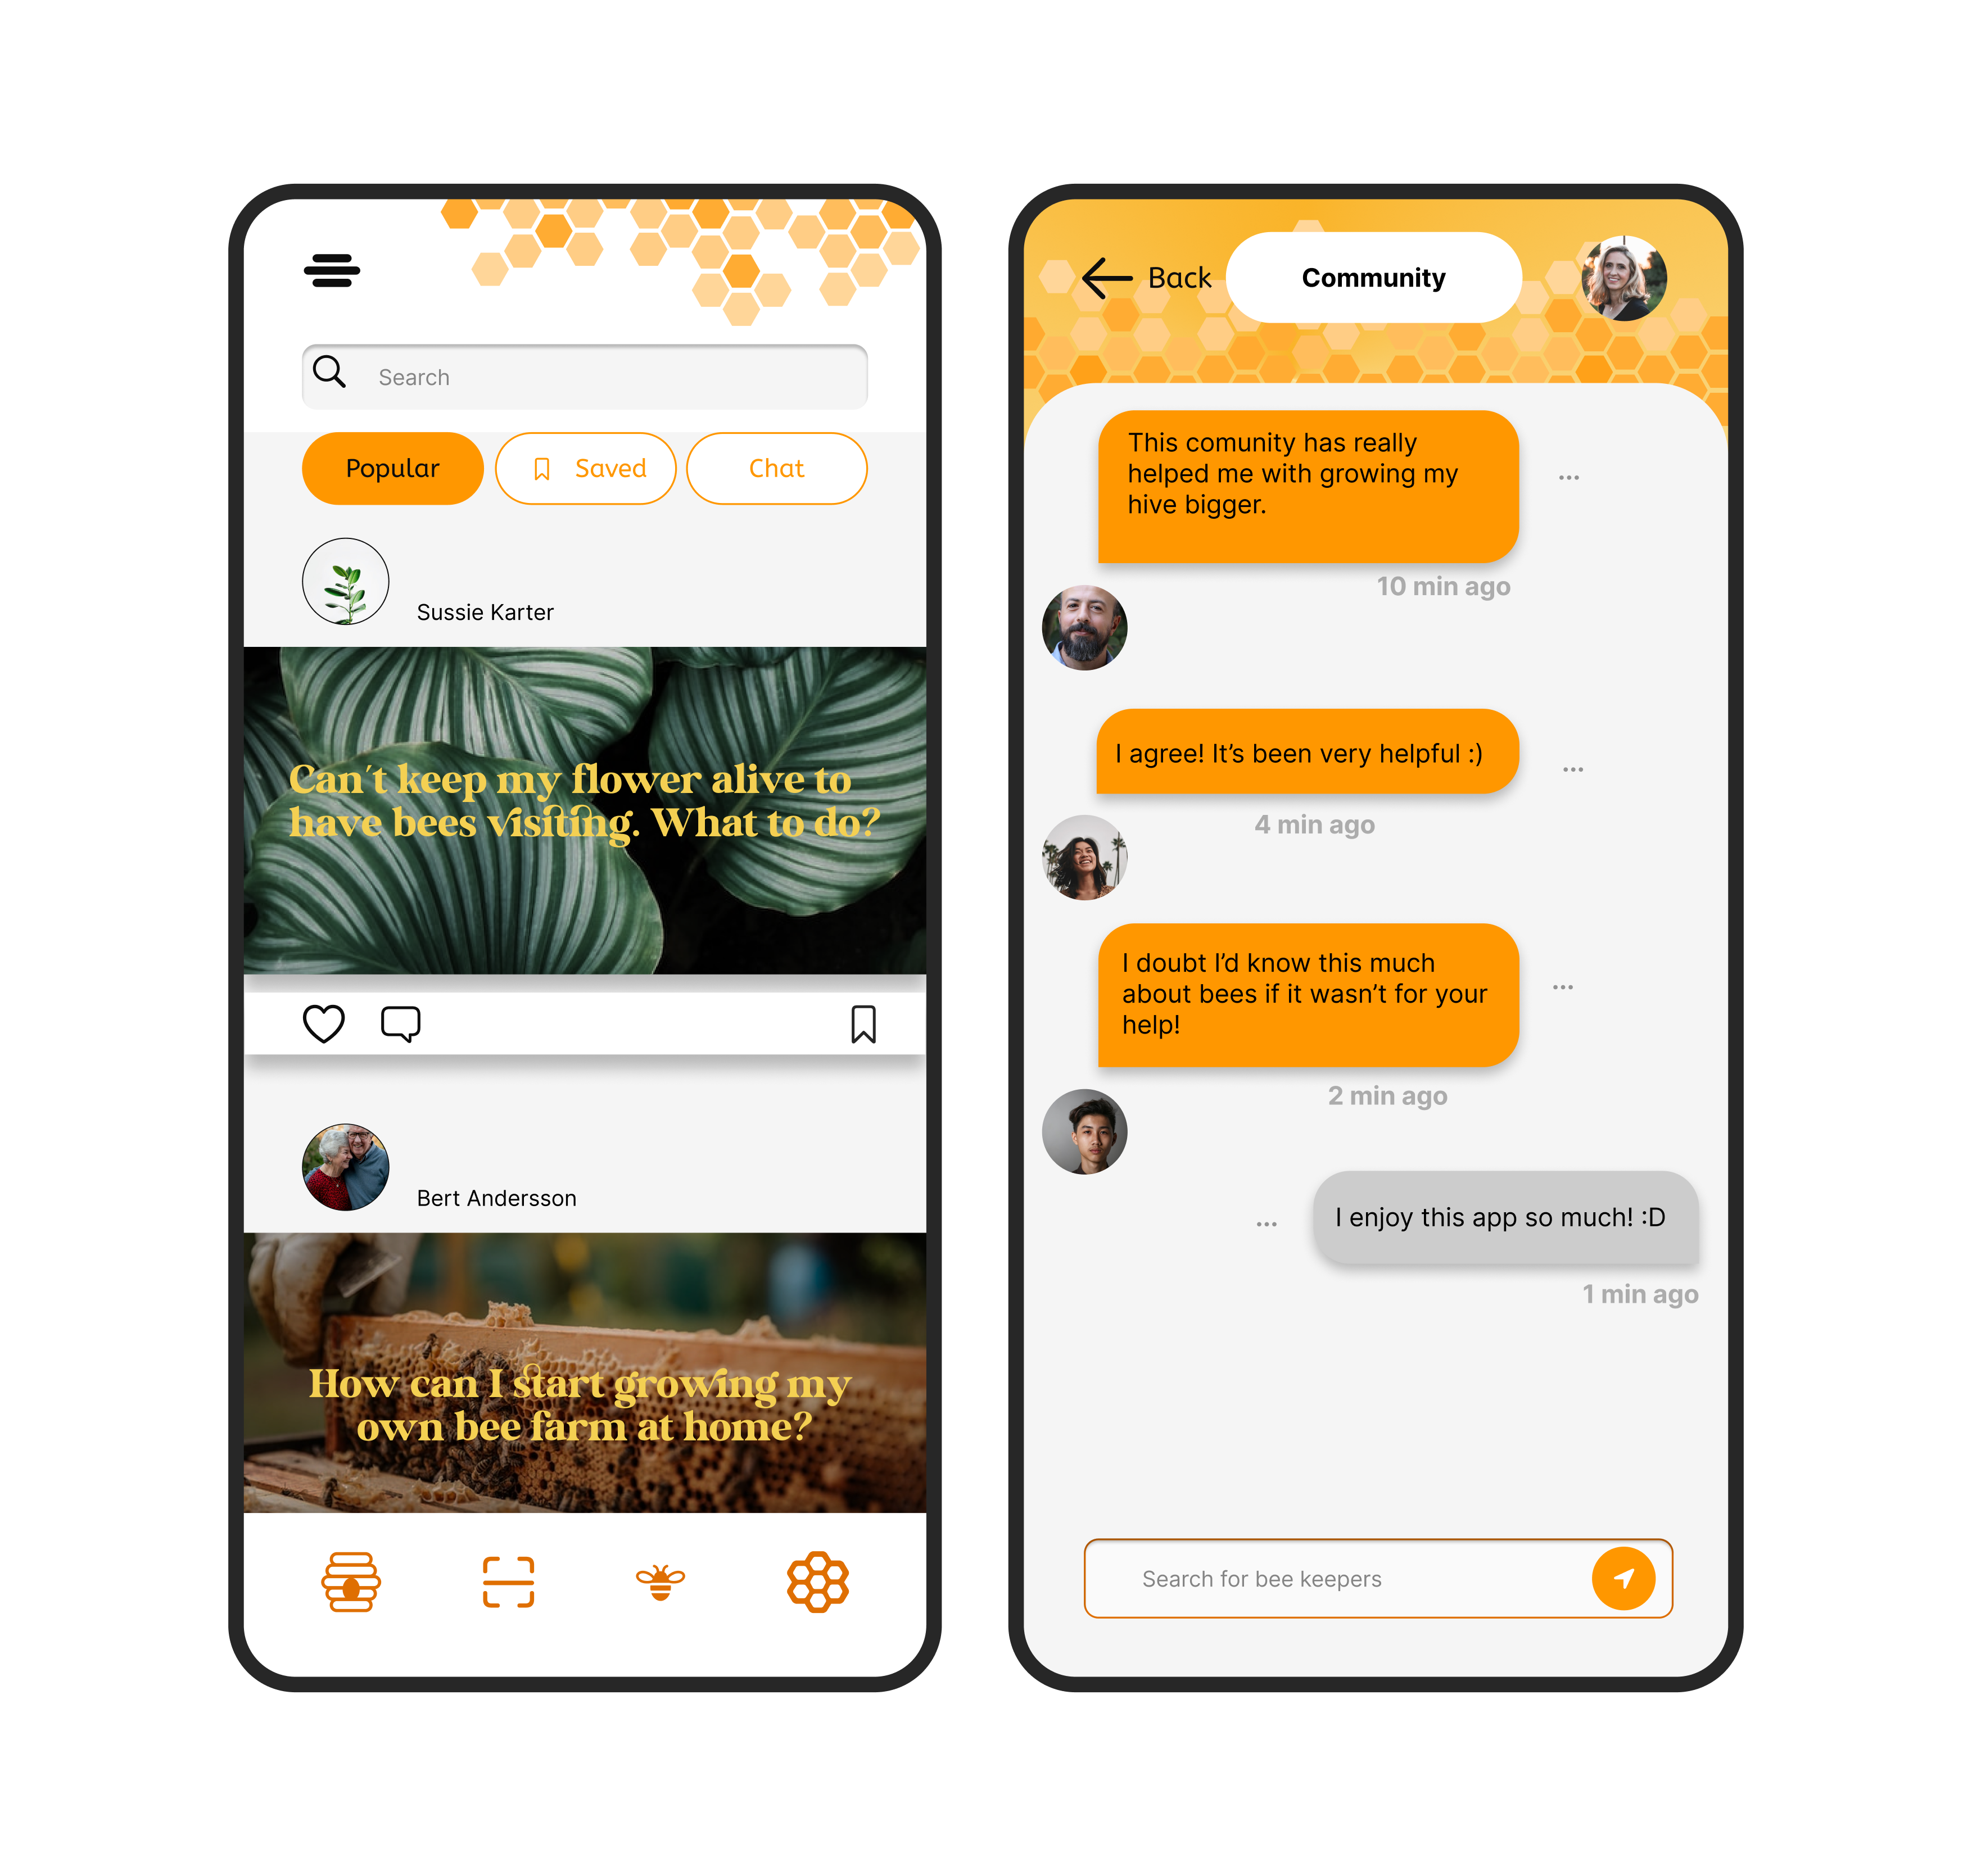 Search
Popular
Saved
Chat
Sussie Karter
Can´t keep my flower alive to
have bees visiting. What to do?
Bert Andersson
How can I start growing my
own bee farm at home?
Back
Community
This comunity has really
helped me with growing my
hive bigger.
...
10 min ago
I agree! It’s been very helpful :)
...
4 min ago
I doubt I’d know this much
about bees if it wasn’t for your
help!
...
2 min ago
...
I enjoy this app so much! :D
1 min ago
Search for bee keepers